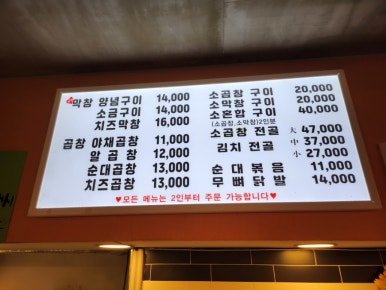 막창 양념구이 14,000
소금구이 14,000
치즈막창 16,000
곱창 야채곱창 11,000
알곱창 12,000
순대곱창 13,000
치즈곱창 13,000
소곱창 구이 20,000
소막창 구이 20,000
소혼합 구이 40,000
(소곱창,소막창)2인분
소곱창 전골 大 47,000
김치 전골 中 37,000
小 27,000
순대볶음 11,000
무뼈닭발 14,000
♥모든 메뉴는 2인부터 주문 가능합니다♥